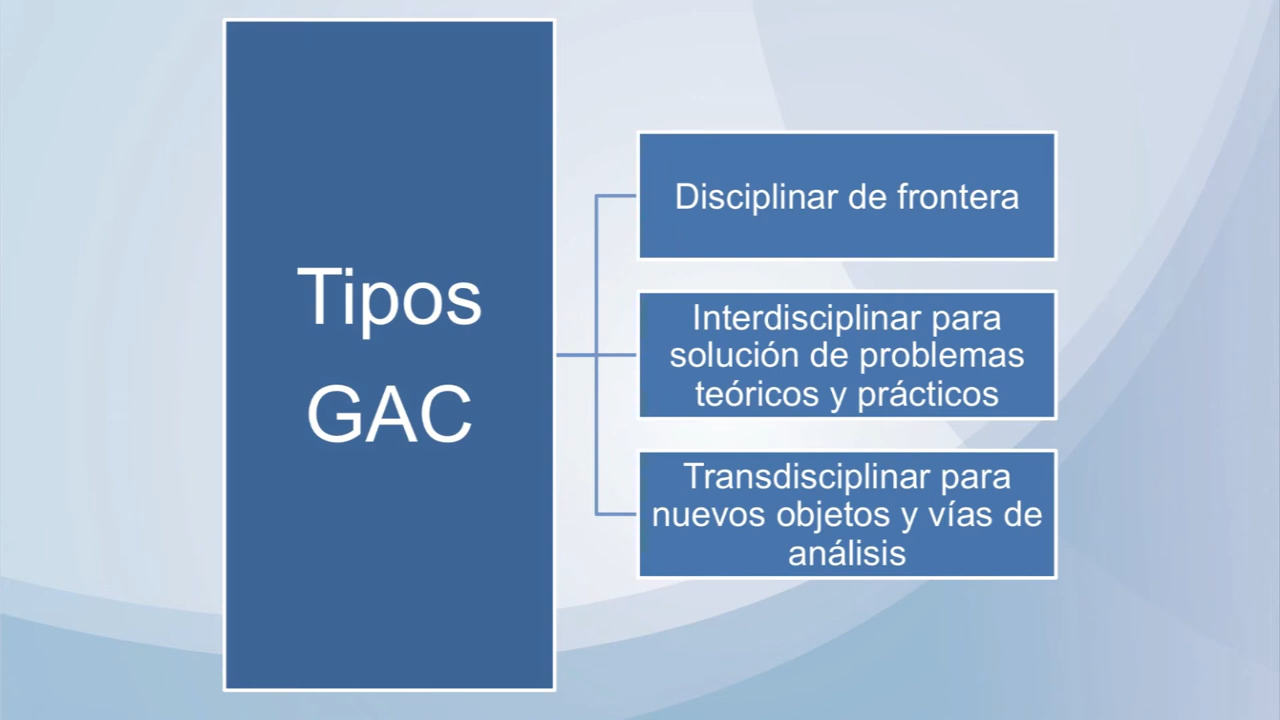 Tipos
GAC
Disciplinar de frontera
Interdisciplinar para
solución de problemas
teóricos y prácticos
Transdisciplinar para
nuevos objetos y vías de
análisis